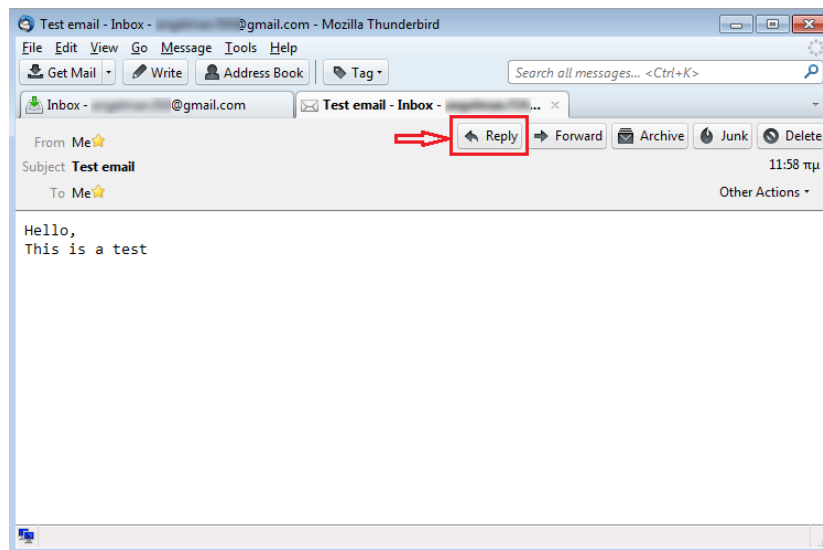 Test email - Inbox - @gmail.com - Mozilla Thunderbird
File Edit View Go Message Tools Help
Get Mail Write Address Book Tag Search all messages... <Ctrl+K>
Inbox - @gmail.com Test email - Inbox - ...
From Me Reply Forward Archive Junk Delete
Subject Test email 11:58 πμ
To Me Other Actions
Hello,
This is a test